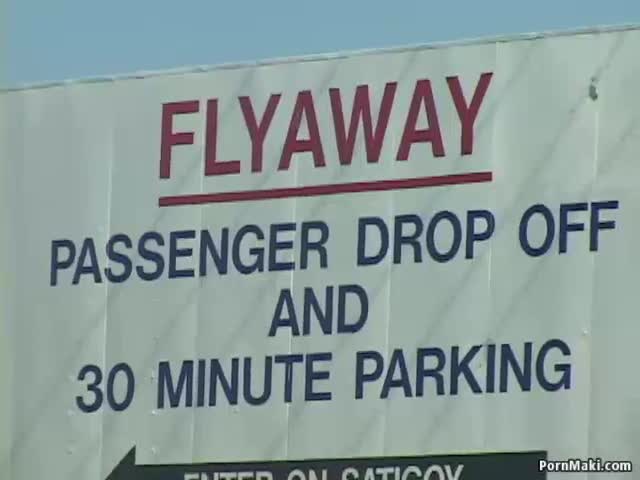 FLYAWAY
PASSENGER DROP OFF
AND
30 MINUTE PARKING
ENTER ON SATICOY
PornMaki.com